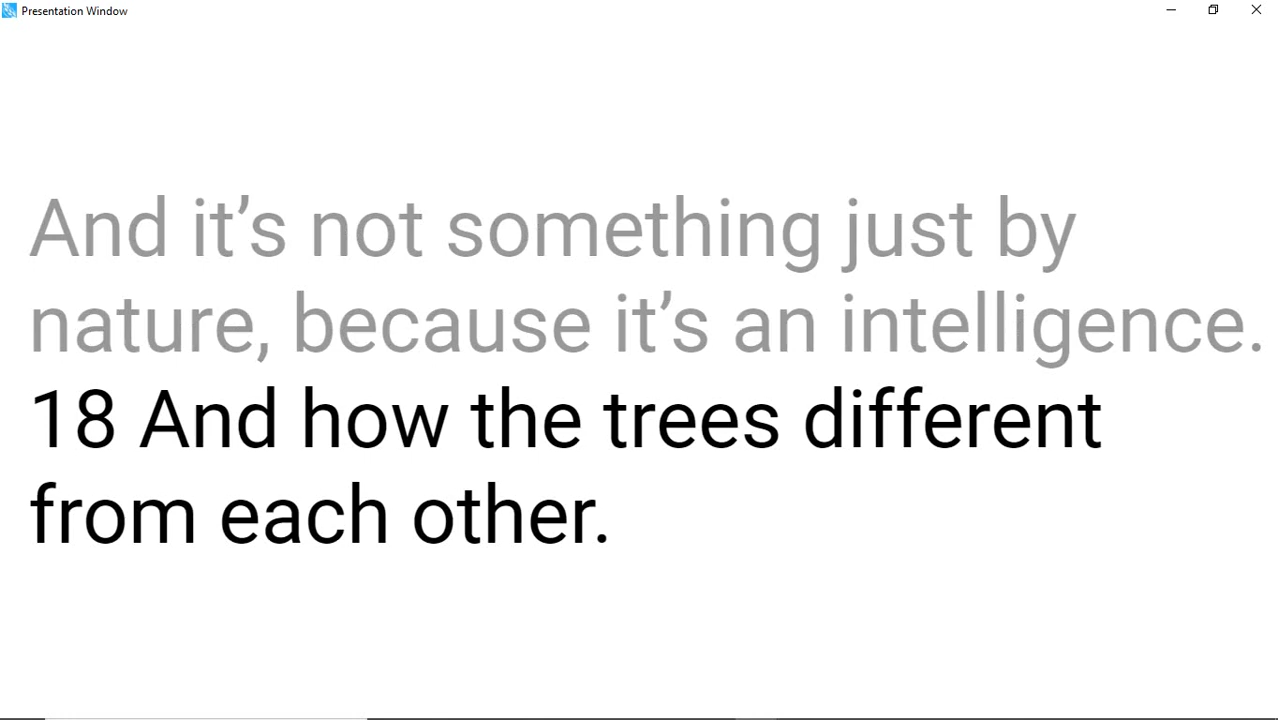 Presentation Window
And it’s not something just by
nature, because it’s an intelligence.
18 And how the trees different
from each other.